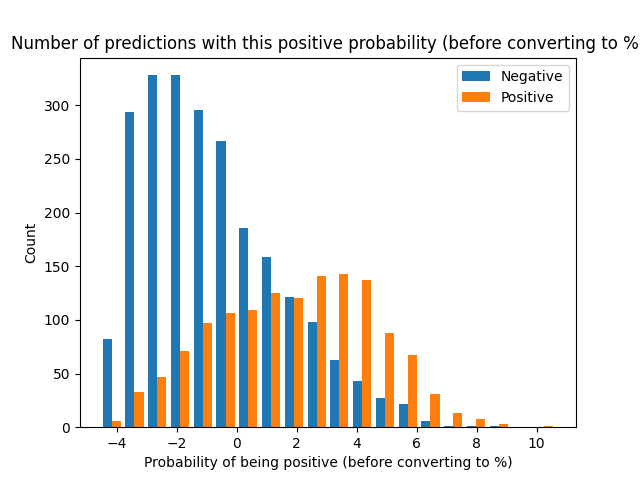 Number of predictions with this positive probability (before converting to %
Negative
Positive
300
250
200
150
100
50
0
Count
−4 −2 0 2 4 6 8 10
Probability of being positive (before converting to %)